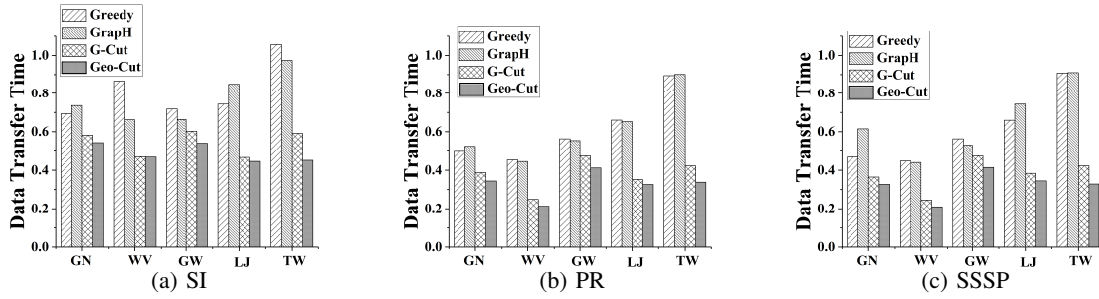 Data Transfer Time
1.0
0.8
0.6
0.4
0.2
0.0
Greedy
GrapH
G-Cut
Geo-Cut
GN WV GW LJ TW
(a) SI
Data Transfer Time
1.0
0.8
0.6
0.4
0.2
0.0
Greedy
GrapH
G-Cut
Geo-Cut
GN WV GW LJ TW
(b) PR
Data Transfer Time
1.0
0.8
0.6
0.4
0.2
0.0
Greedy
GrapH
G-Cut
Geo-Cut
GN WV GW LJ TW
(c) SSSP